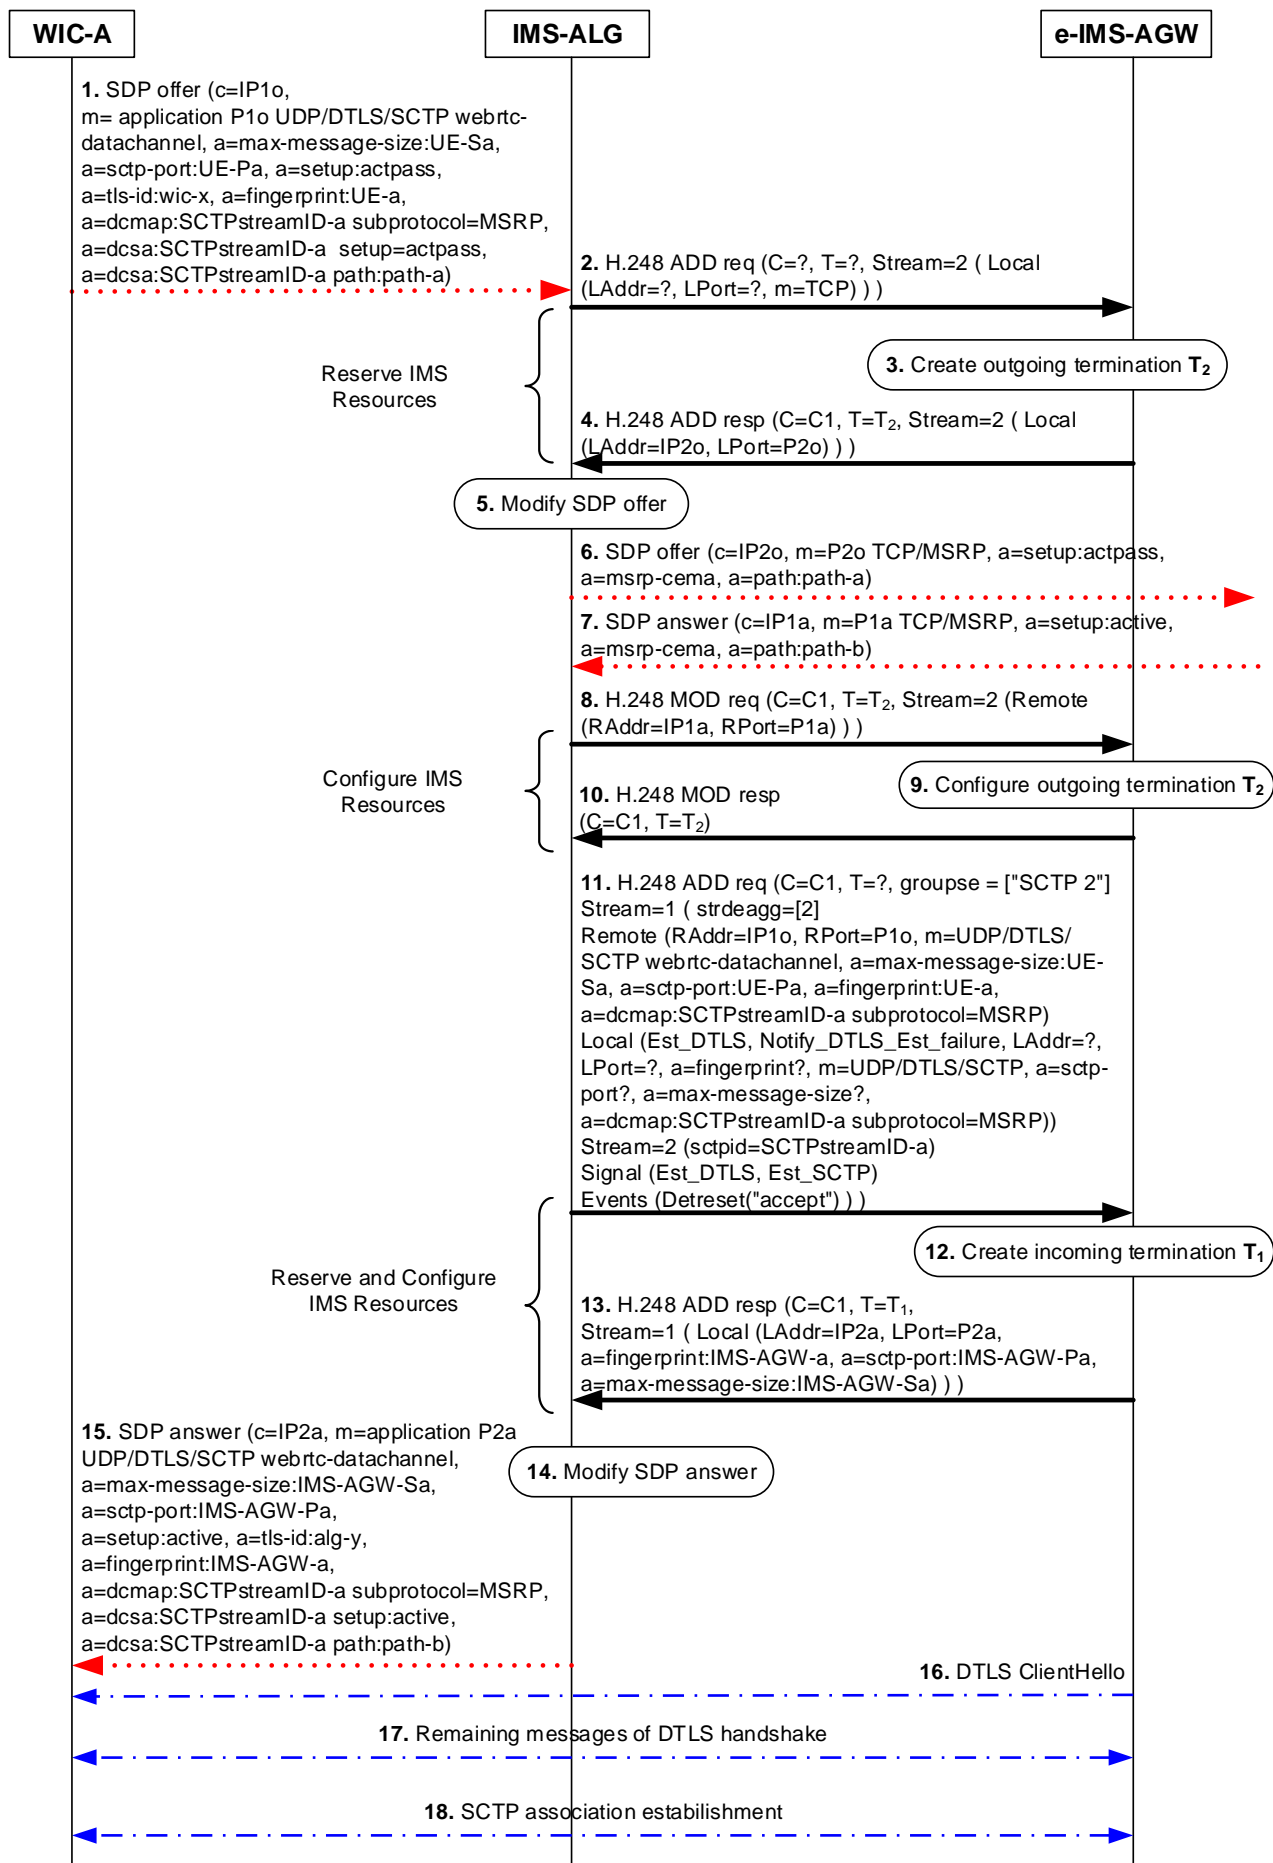 WIC-A
IMS-ALG
e-IMS-AGW
1. SDP offer (c=IP1o,
m= application P1o UDP/DTLS/SCTP webrtc-
datachannel, a=max-message-size:UE-Sa,
a=sctp-port:UE-Pa, a=setup:actpass,
a=tls-id:wic-x, a=fingerprint:UE-a,
a=dcmap:SCTPstreamID-a subprotocol=MSRP,
a=dcsa:SCTPstreamID-a  setup=actpass,
a=dcsa:SCTPstreamID-a path:path-a)
2. H.248 ADD req (C=?, T=?, Stream=2 ( Local
(LAddr=?, LPort=?, m=TCP) ) )
Reserve IMS
Resources
3. Create outgoing termination T2
4. H.248 ADD resp (C=C1, T=T2, Stream=2 ( Local
(LAddr=IP2o, LPort=P2o) ) )
5. Modify SDP offer
6. SDP offer (c=IP2o, m=P2o TCP/MSRP, a=setup:actpass,
a=msrp-cema, a=path:path-a)
7. SDP answer (c=IP1a, m=P1a TCP/MSRP, a=setup:active,
a=msrp-cema, a=path:path-b)
8. H.248 MOD req (C=C1, T=T2, Stream=2 (Remote
(RAddr=IP1a, RPort=P1a) ) )
Configure IMS
Resources
9. Configure outgoing termination T2
10. H.248 MOD resp
(C=C1, T=T2)
11. H.248 ADD req (C=C1, T=?, groupse = ["SCTP 2"]
Stream=1 ( strdeagg=[2]
Remote (RAddr=IP1o, RPort=P1o, m=UDP/DTLS/
SCTP webrtc-datachannel, a=max-message-size:UE-
Sa, a=sctp-port:UE-Pa, a=fingerprint:UE-a,
a=dcmap:SCTPstreamID-a subprotocol=MSRP)
Local (Est_DTLS, Notify_DTLS_Est_failure, LAddr=?,
LPort=?, a=fingerprint?, m=UDP/DTLS/SCTP, a=sctp-
port?, a=max-message-size?,
a=dcmap:SCTPstreamID-a subprotocol=MSRP))
Stream=2 (sctpid=SCTPstreamID-a)
Signal (Est_DTLS, Est_SCTP)
Events (Detreset("accept") ) )
12. Create incoming termination T1
Reserve and Configure
IMS Resources
13. H.248 ADD resp (C=C1, T=T1,
Stream=1 ( Local (LAddr=IP2a, LPort=P2a,
a=fingerprint:IMS-AGW-a, a=sctp-port:IMS-AGW-Pa,
a=max-message-size:IMS-AGW-Sa) ) )
14. Modify SDP answer
15. SDP answer (c=IP2a, m=application P2a
UDP/DTLS/SCTP webrtc-datachannel,
a=max-message-size:IMS-AGW-Sa,
a=sctp-port:IMS-AGW-Pa,
a=setup:active, a=tls-id:alg-y,
a=fingerprint:IMS-AGW-a,
a=dcmap:SCTPstreamID-a subprotocol=MSRP,
a=dcsa:SCTPstreamID-a setup:active,
a=dcsa:SCTPstreamID-a path:path-b)
16. DTLS ClientHello
17. Remaining messages of DTLS handshake
18. SCTP association estabilishment